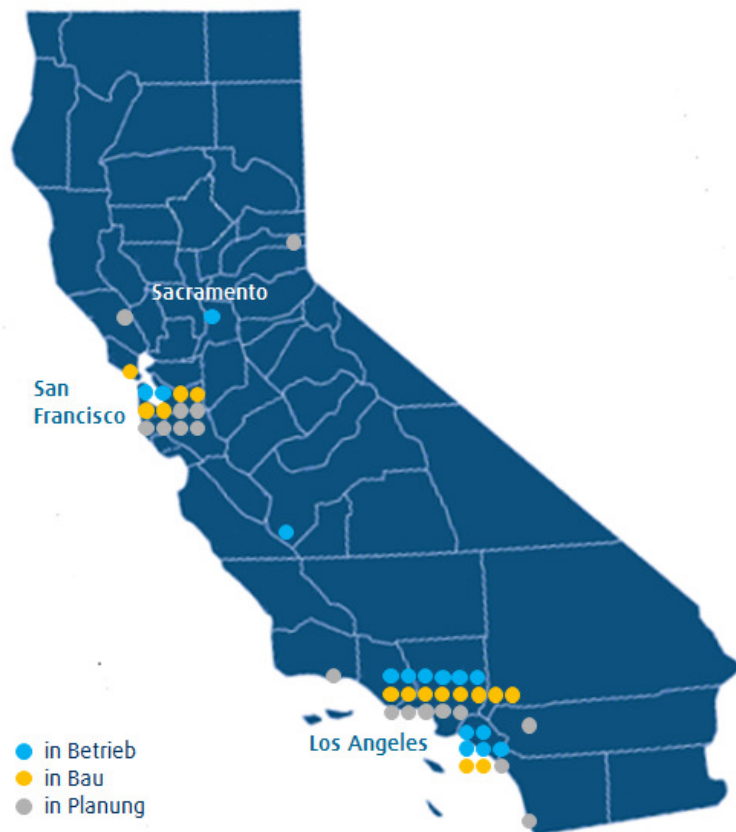 Sacramento
San
Francisco
Los Angeles
in Betrieb
in Bau
in Planung